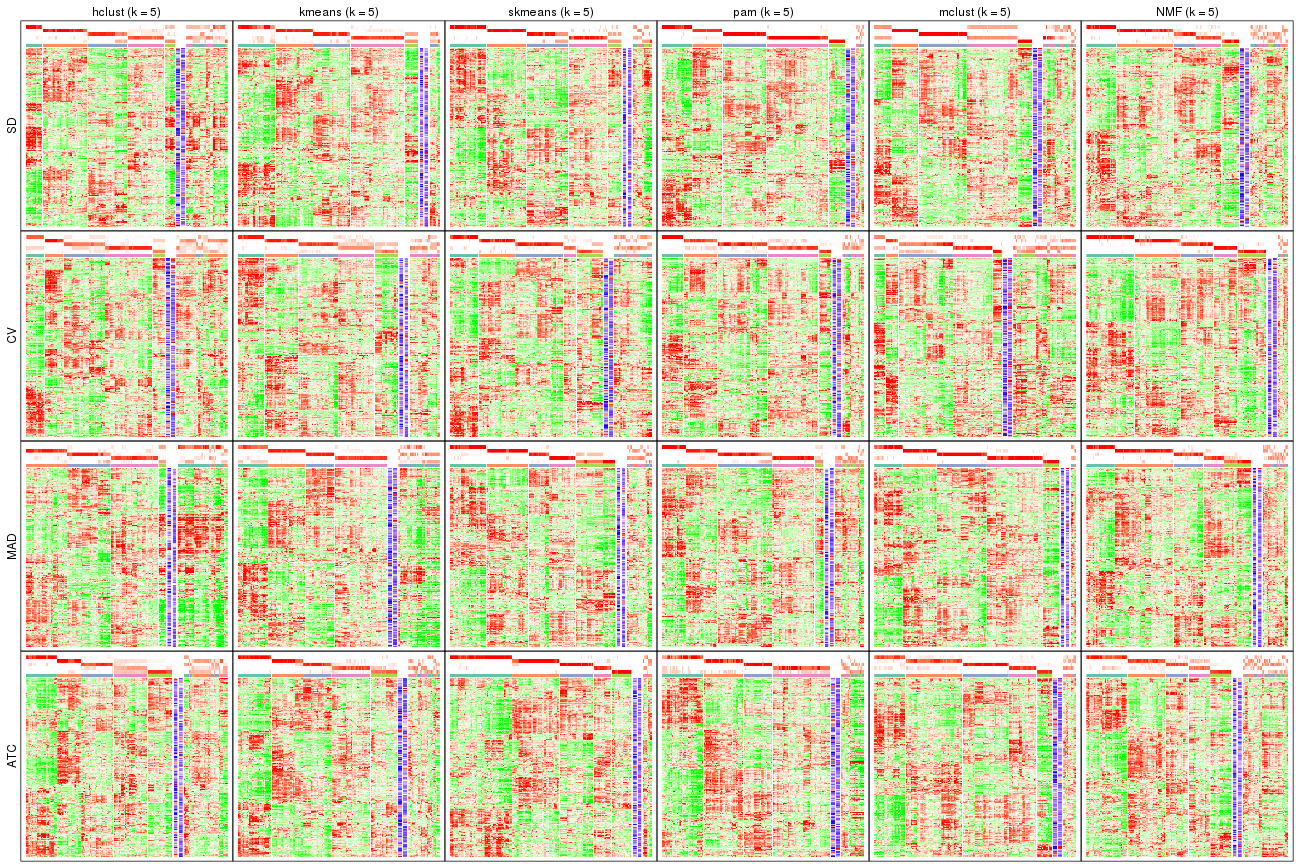 hclust (k = 5)
kmeans (k = 5)
skmeans (k = 5)
pam (k = 5)
mclust (k = 5)
NMF (k = 5)
SD
CV
MAD
ATC